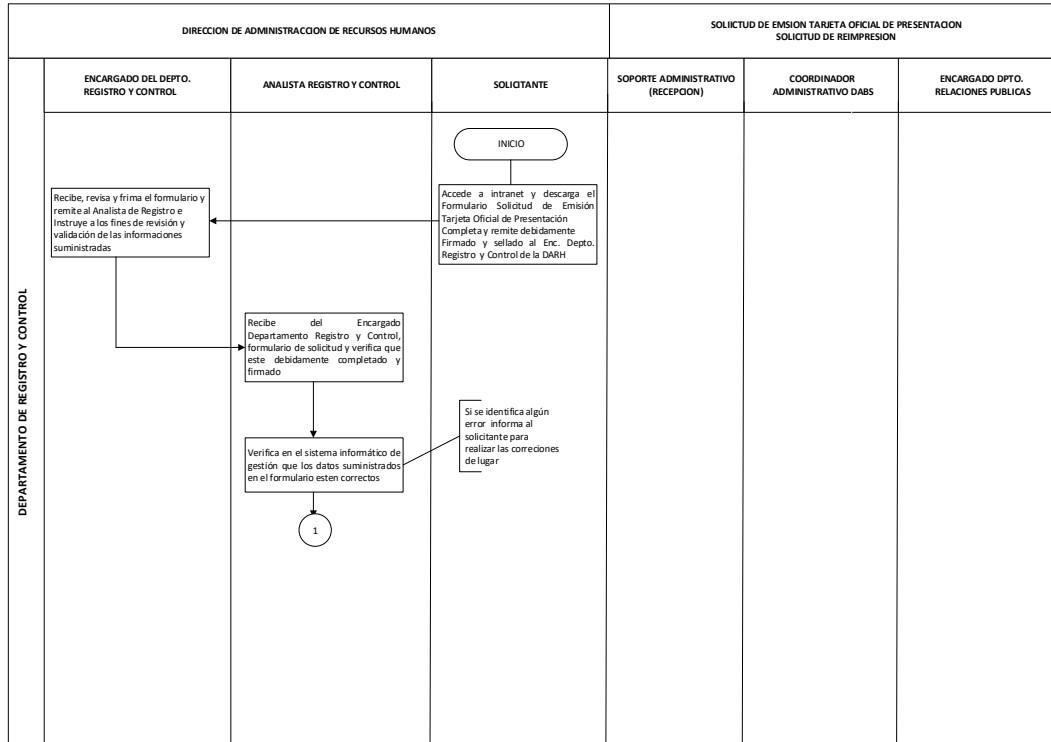 DIRECCION DE ADMINISTRACCION DE RECURSOS HUMANOS
SOLIICTUD DE EMSION TARJETA OFICIAL DE PRESENTACION
SOLICITUD DE REIMPRESION
ENCARGADO DEL DEPTO.
REGISTRO Y CONTROL
ANALISTA REGISTRO Y CONTROL
SOLICITANTE
SOPORTE ADMINISTRATIVO
(RECEPCION)
COORDINADOR
ADMINISTRATIVO DABS
ENCARGADO DPTO.
RELACIONES PUBLICAS
DEPARTAMENTO DE REGISTRO Y CONTROL
INICIO
Accede a intranet y descarga el
Formulario Solicitud de Emisión
Tarjeta Oficial de Presentación
Completa y remite debidamente
Firmado y sellado al Enc. Depto.
Registro y Control de la DARH
Recibe, revisa y frima el formulario y
remite al Analista de Registro e
Instruye a los fines de revisión y
validación de las informaciones
suministradas
Recibe del Encargado
Departamento Registro y Control,
formulario de solicitud y verifica que
este debidamente completado y
firmado
Verifica en el sistema informático de
gestión que los datos suministrados
en el formulario esten correctos
Si se identifica algún
error informa al
solicitante para
realizar las correciones
de lugar
1